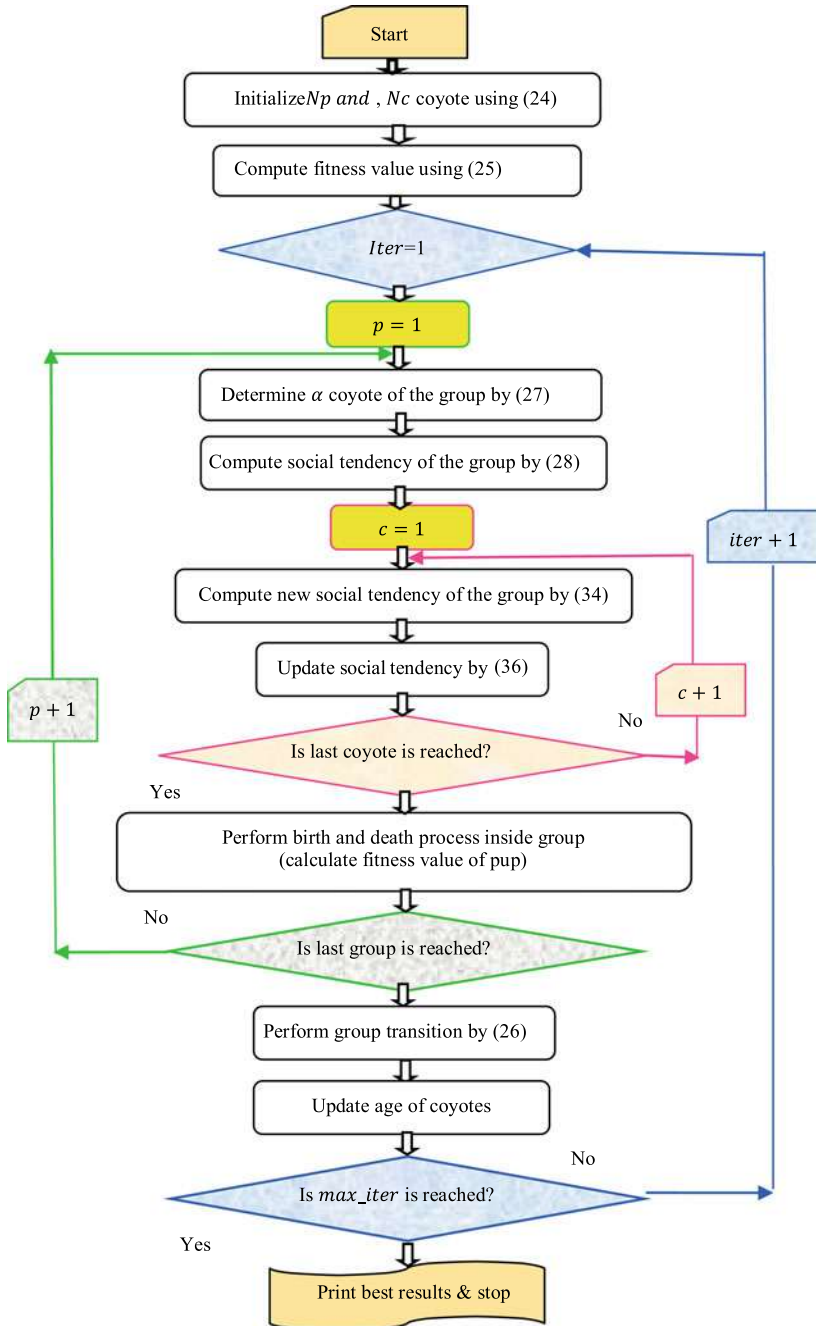 Start
Initialize Np and , Nc coyote using (24)
Compute fitness value using (25)
Iter=1
p = 1
Determine α coyote of the group by (27)
Compute social tendency of the group by (28)
c = 1
iter + 1
Compute new social tendency of the group by (34)
Update social tendency by (36)
c + 1
p + 1
No
Is last coyote is reached?
Yes
Perform birth and death process inside group
(calculate fitness value of pup)
No
Is last group is reached?
Perform group transition by (26)
Update age of coyotes
No
Is max_iter is reached?
Yes
Print best results & stop